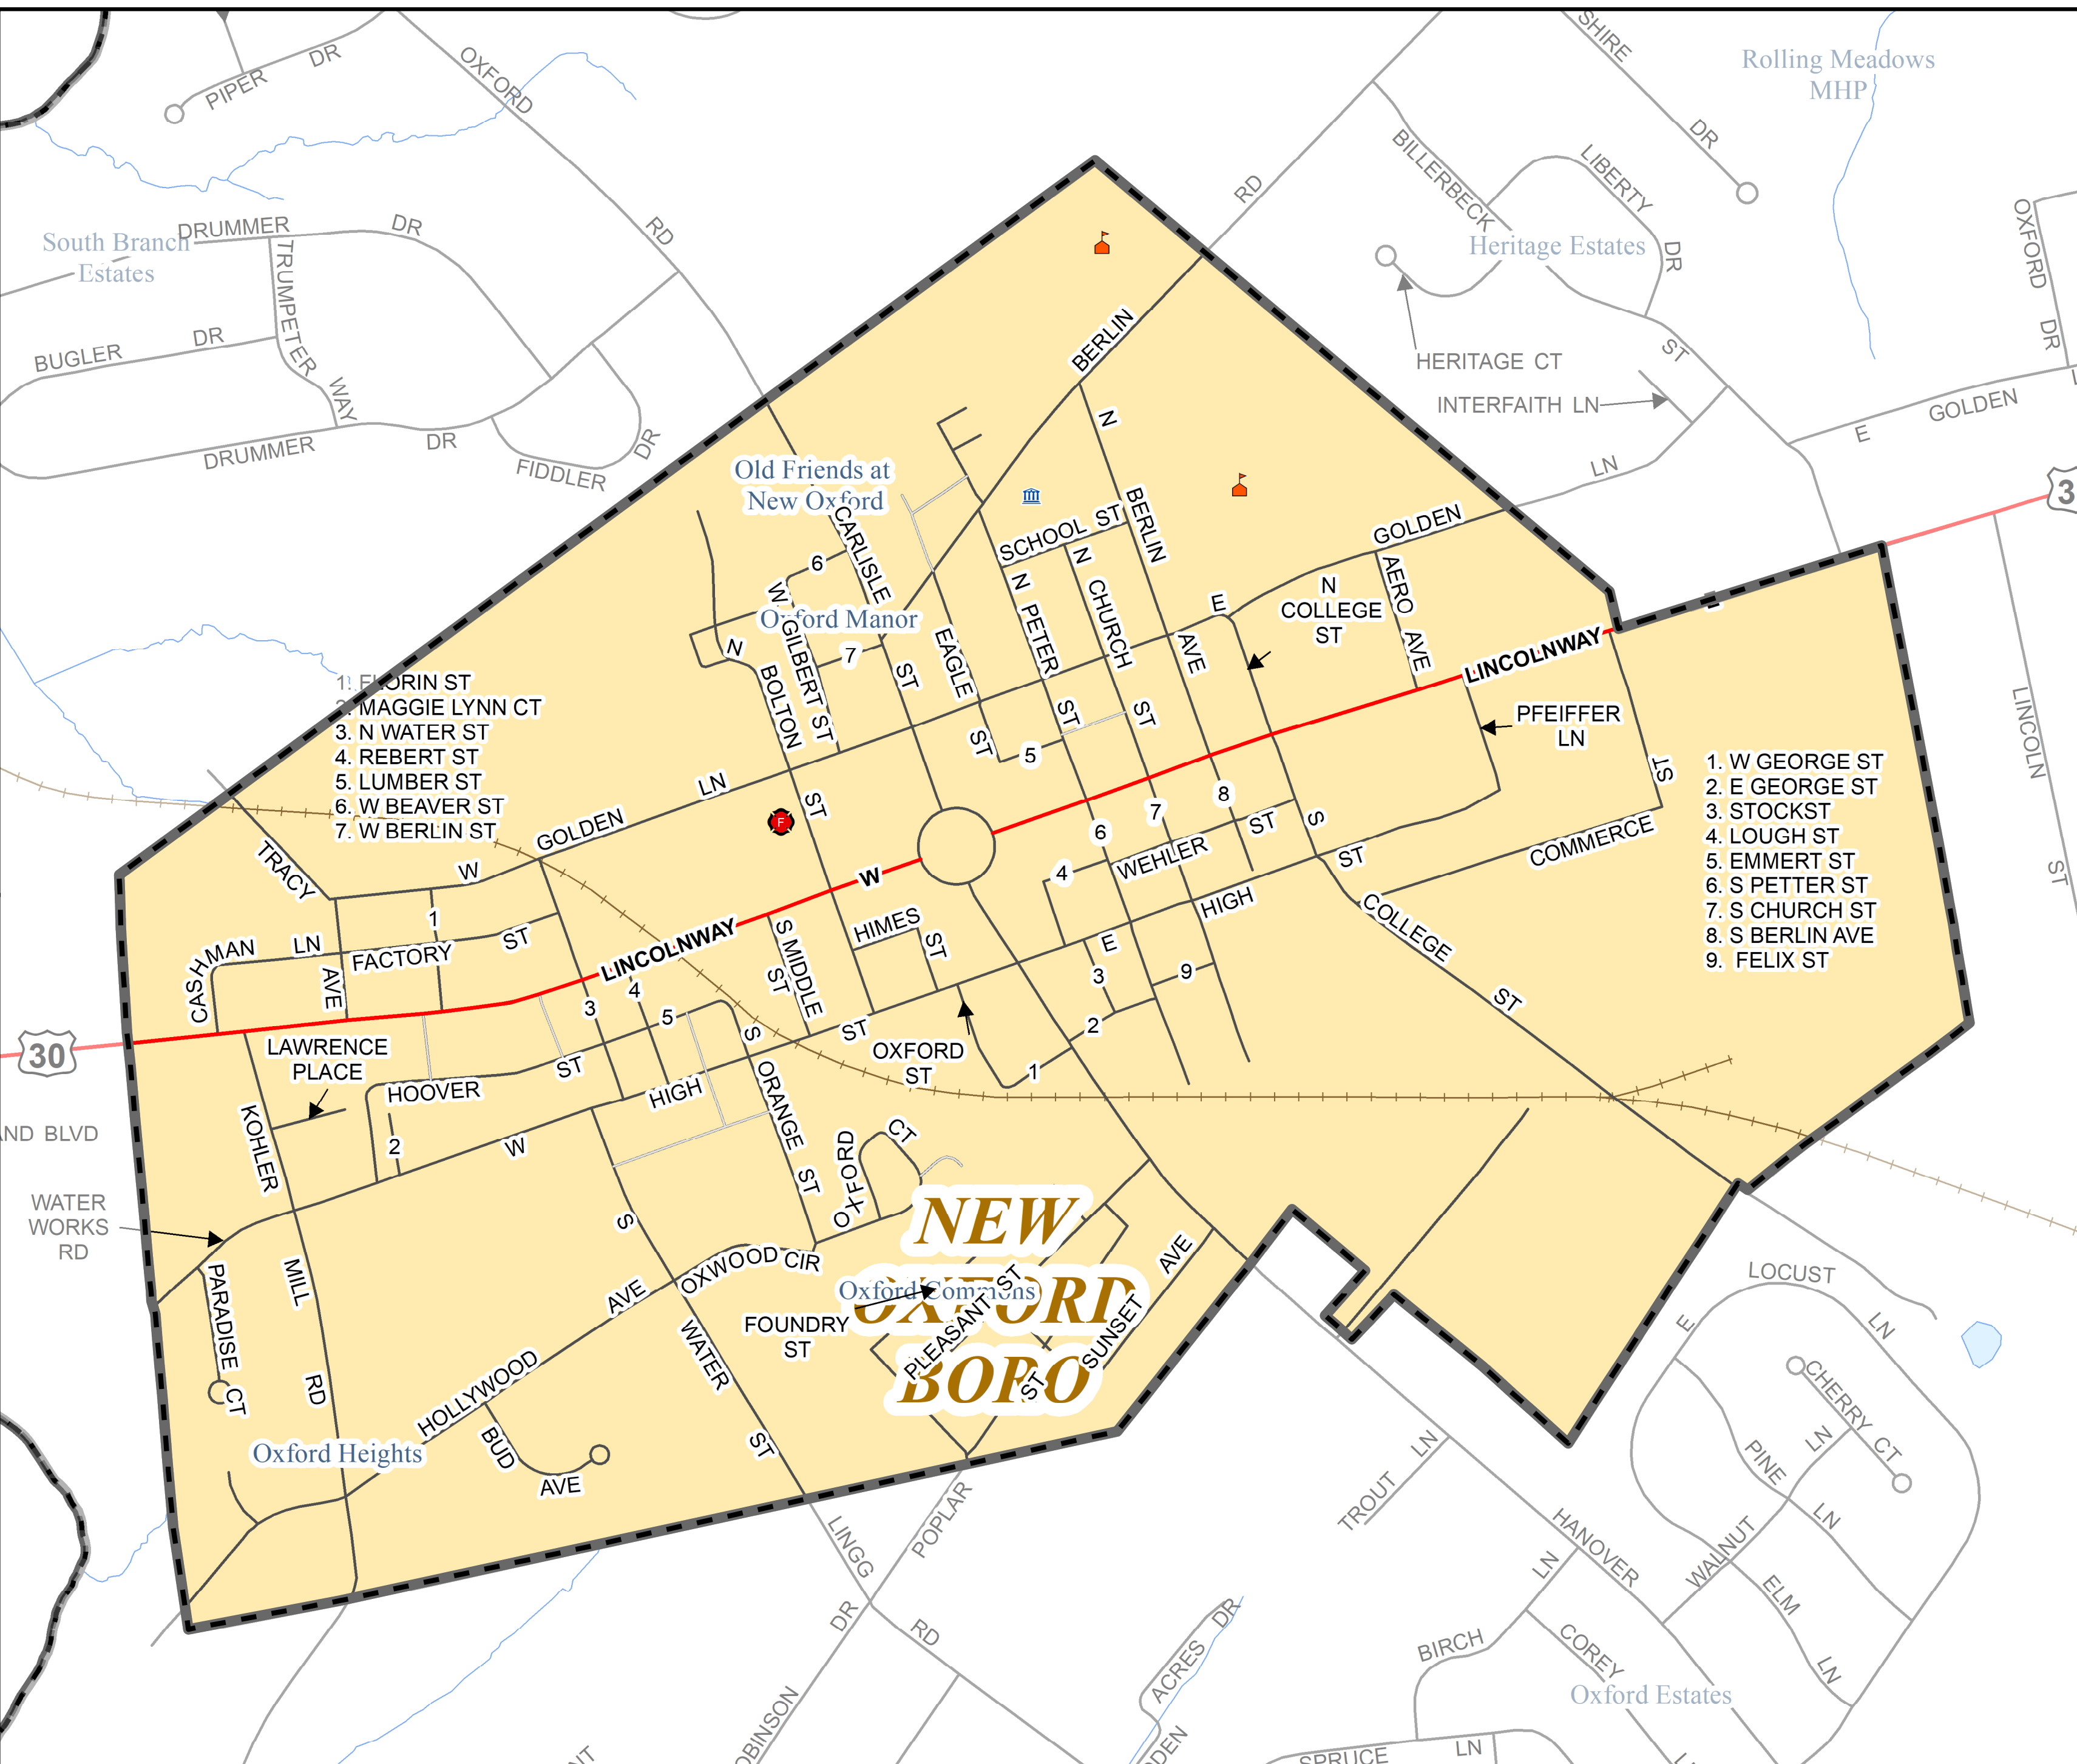 PIPER DR
OXFORD RD
SHIRE DR
Rolling Meadows
MHP
BILLERBECK ST
LIBERTY DR
OXFORD DR
South Branch
Estates
DRUMMER DR
TRUMPETER WAY
BUGLER DR
DRUMMER DR
FIDDLER DR
RD
Heritage Estates
HERITAGE CT
INTERFAITH LN
E GOLDEN
LN
3
BERLIN
N BERLIN AVE
Old Friends at
New Oxford
CARLISLE ST
SCHOOL ST
GOLDEN
E
AERO AVE
N
COLLEGE
ST
6
W
Oxford Manor
7
N BOLTON ST
GILBERT ST
EAGLE ST
N PETER ST
N CHURCH ST
5
LINCOLNWAY
PFEIFFER
LN
LINCOLN ST
1. FLORIN ST
2. MAGGIE LYNN CT
3. N WATER ST
4. REBERT ST
5. LUMBER ST
6. W BEAVER ST
7. W BERLIN ST
1. W GEORGE ST
2. E GEORGE ST
3. STOCKST
4. LOUGH ST
5. EMMERT ST
6. S PETTER ST
7. S CHURCH ST
8. S BERLIN AVE
9. FELIX ST
W GOLDEN LN
F
TRACY AVE
1
CASHMAN LN
FACTORY ST
LINCOLNWAY
W
S MIDDLE ST
HIMES ST
4
6
7
8
WEHLER ST
S COLLEGE ST
COMMERCE ST
E HIGH ST
3
9
2
1
OXFORD
ST
30
LAWRENCE
PLACE
3
4
5
HOOVER ST
2
W HIGH ST
S ORANGE ST
KOHLER MILL RD
AND BLVD
WATER
WORKS
RD
PARADISE CT
OXFORD CT
S WATER ST
OXWOOD CIR
HOLLYWOOD AVE
BUD AVE
Oxford Heights
NEW
OXFORD
BORO
Oxford Commons
FOUNDRY
ST
PLEASANT ST
ST
SUNSET AVE
E LOCUST LN
CHERRY CT
PINE LN
WALNUT LN
ELM LN
TROUT LN
HANOVER
LINGG
POPLAR
DR
RD
ACRES DR
BIRCH LN
COREY
Oxford Estates
SPRUCE LN